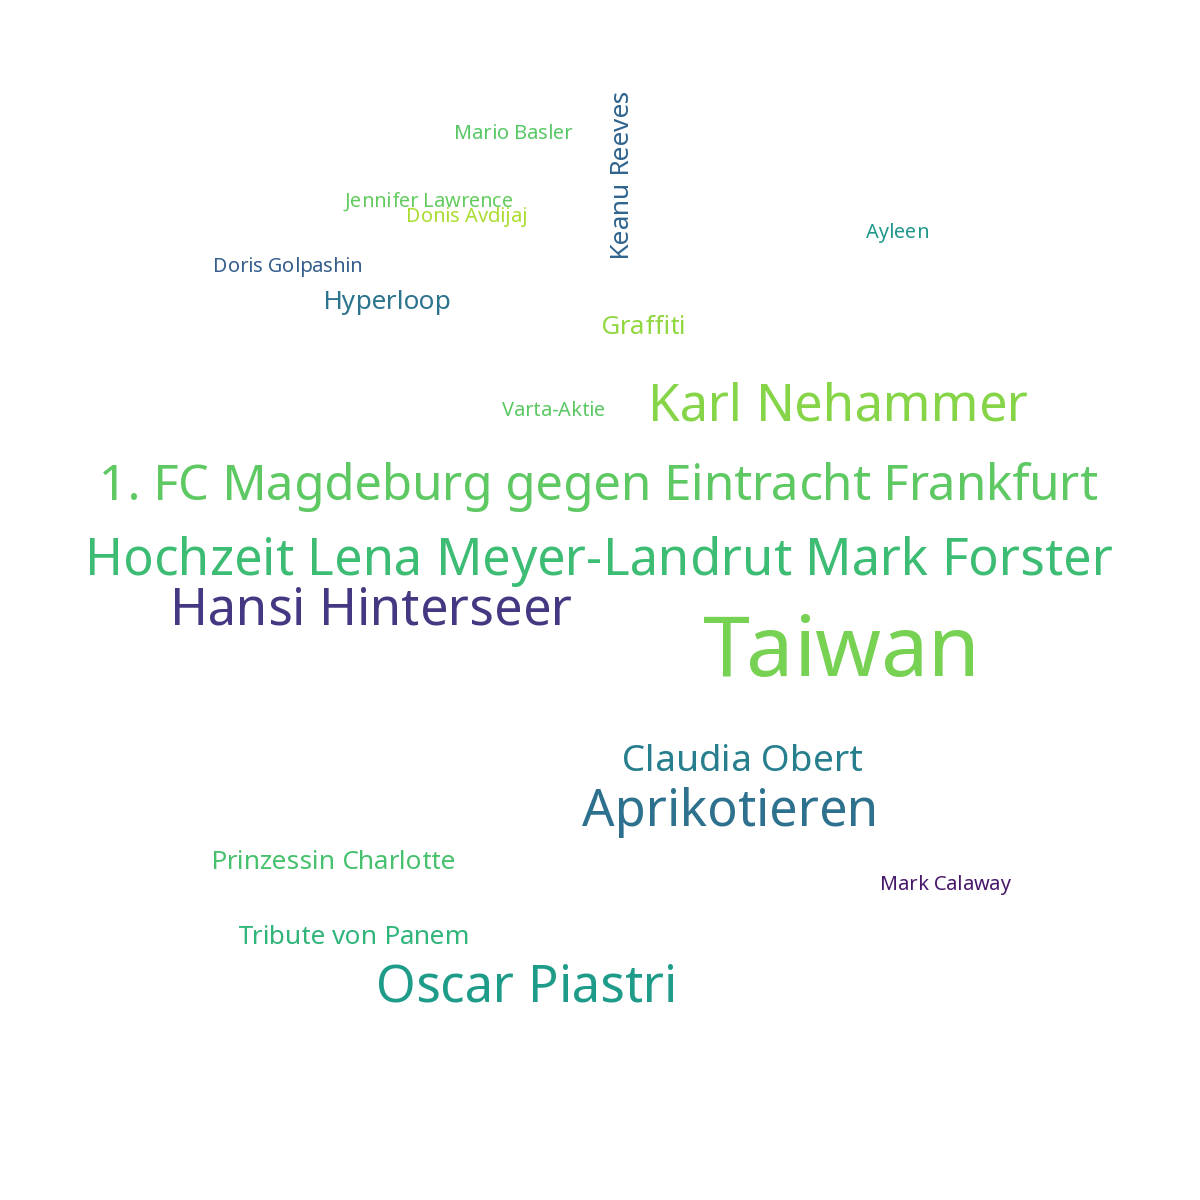 Mario Basler
Keanu Reeves
Jennifer Lawrence
Donis Avdijaj
Ayleen
Doris Golpashin
Hyperloop
Graffiti
Karl Nehammer
Varta-Aktie
1. FC Magdeburg gegen Eintracht Frankfurt
Hochzeit Lena Meyer-Landrut Mark Forster
Hansi Hinterseer
Taiwan
Claudia Obert
Aprikotieren
Prinzessin Charlotte
Mark Calaway
Tribute von Panem
Oscar Piastri